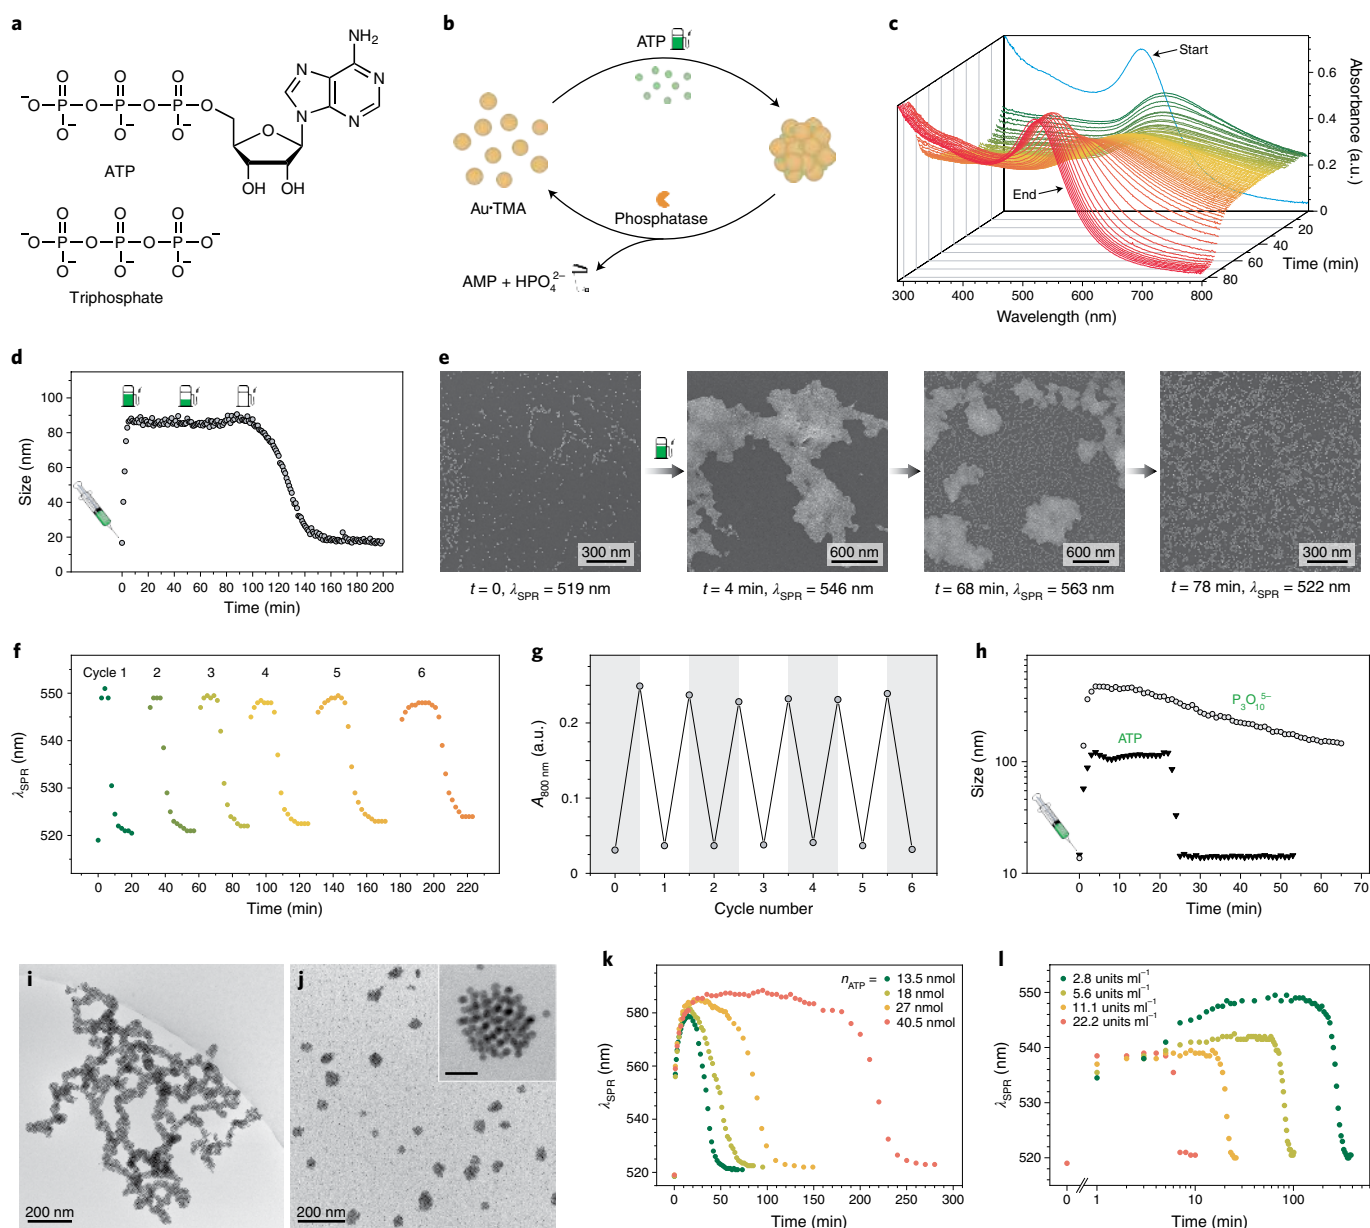 a
NH2
N
N
N
N
O O O
−O P O P O P O
O− O− O−
O
OH OH
ATP
O O O
−O P O P O P O−
O− O− O−
Triphosphate
b
ATP
Au·TMA
Phosphatase
AMP + HPO4 2−
c
Start
End
Absorbance (a.u.)
0.6
0.4
0.2
0
20
40
60
80
Time (min)
300 400 500 600 700 800
Wavelength (nm)
d
Size (nm)
100
80
60
40
20
0
0 20 40 60 80 100 120 140 160 180 200
Time (min)
e
300 nm
600 nm
600 nm
300 nm
t = 0, λSPR = 519 nm
t = 4 min, λSPR = 546 nm
t = 68 min, λSPR = 563 nm
t = 78 min, λSPR = 522 nm
f
Cycle 1 2 3 4 5 6
λSPR (nm)
550
540
530
520
0 20 40 60 80 100 120 140 160 180 200 220
Time (min)
g
A800 nm (a.u.)
0.2
0.1
0
0 1 2 3 4 5 6
Cycle number
h
Size (nm)
100
10
P3O10 5−
ATP
0 10 20 30 40 50 60 70
Time (min)
i
200 nm
j
200 nm
k
nATP = 13.5 nmol
18 nmol
27 nmol
40.5 nmol
λSPR (nm)
580
560
540
520
0 50 100 150 200 250 300
Time (min)
l
2.8 units ml−1
5.6 units ml−1
11.1 units ml−1
22.2 units ml−1
λSPR (nm)
550
540
530
520
0 1 10 100
Time (min)